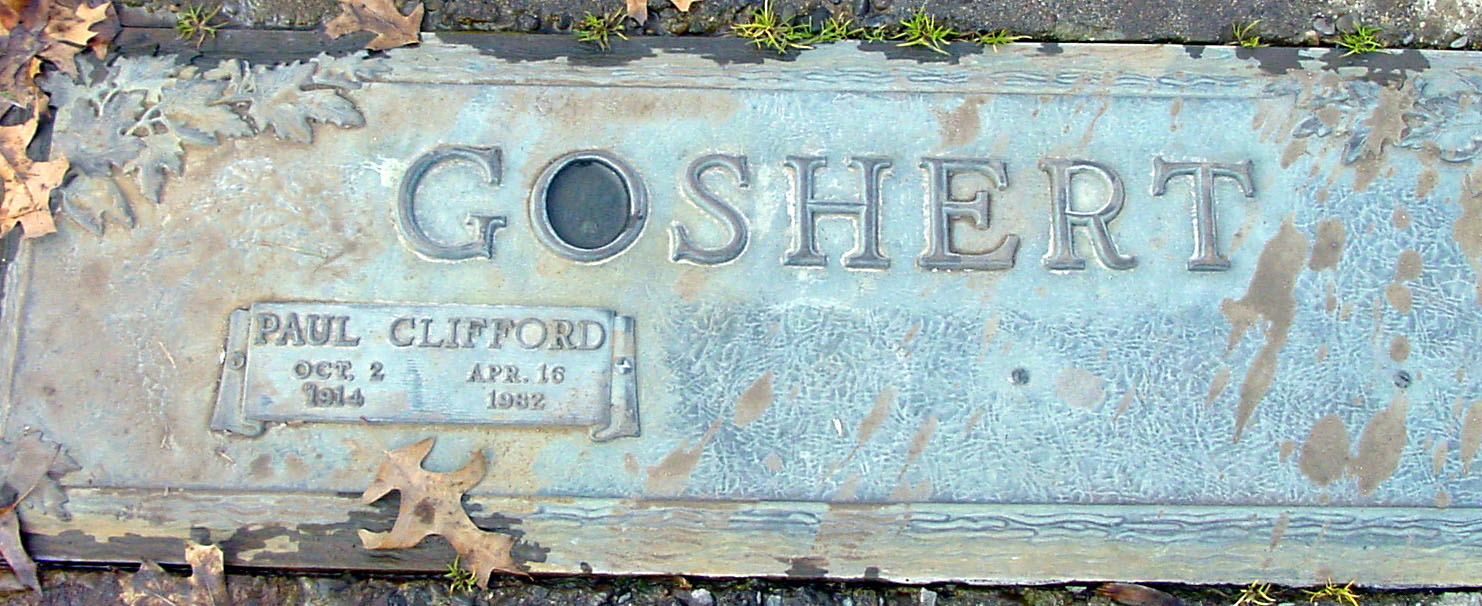 GOSHERT
PAUL CLIFFORD
OCT. 2 APR. 16
1914 1982